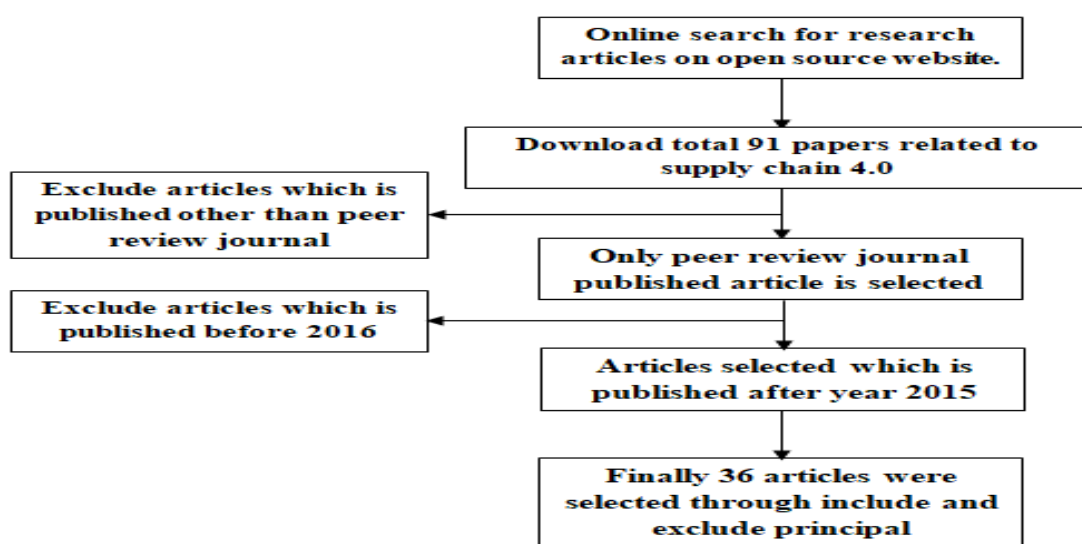 Online search for research
articles on open source website.
Download total 91 papers related to
supply chain 4.0
Exclude articles which is
published other than peer
review journal
Only peer review journal
published article is selected
Exclude articles which is
published before 2016
Articles selected which is
published after year 2015
Finally 36 articles were
selected through include and
exclude principal